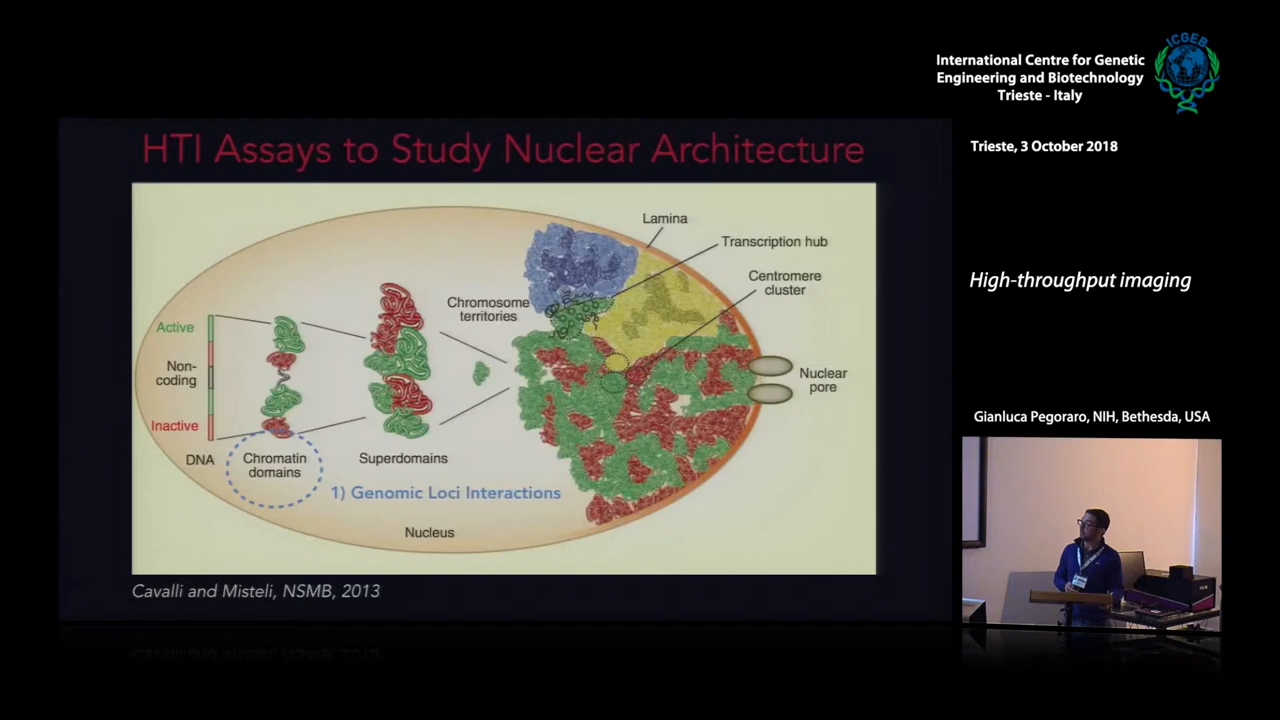 International Centre for Genetic
Engineering and Biotechnology
Trieste - Italy
ICGEB
Trieste, 3 October 2018
HTI Assays to Study Nuclear Architecture
Lamina
Transcription hub
Centromere
cluster
Chromosome
territories
Active
Non-
coding
Inactive
DNA
Chromatin
domains
Superdomains
Nuclear
pore
1) Genomic Loci Interactions
Nucleus
Cavalli and Misteli, NSMB, 2013
High-throughput imaging
Gianluca Pegoraro, NIH, Bethesda, USA